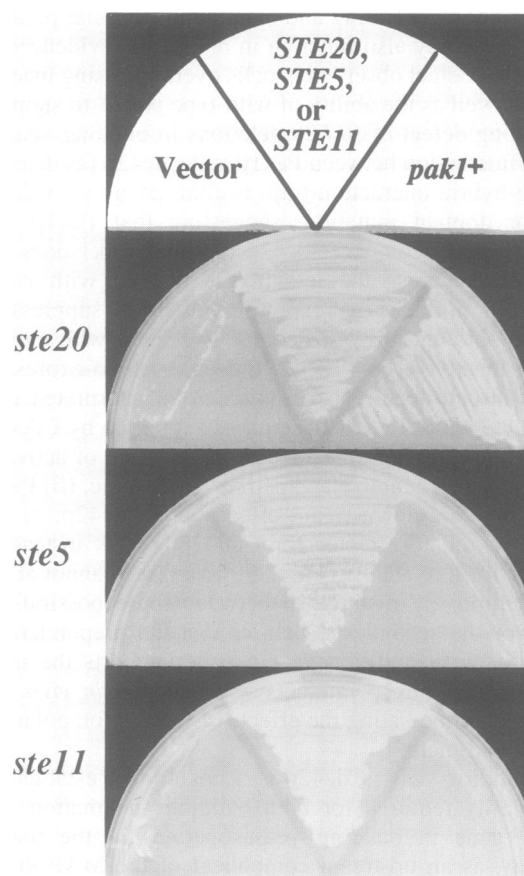 STE20,
STE5,
or
STE11
Vector
pak1+
ste20
ste5
ste11